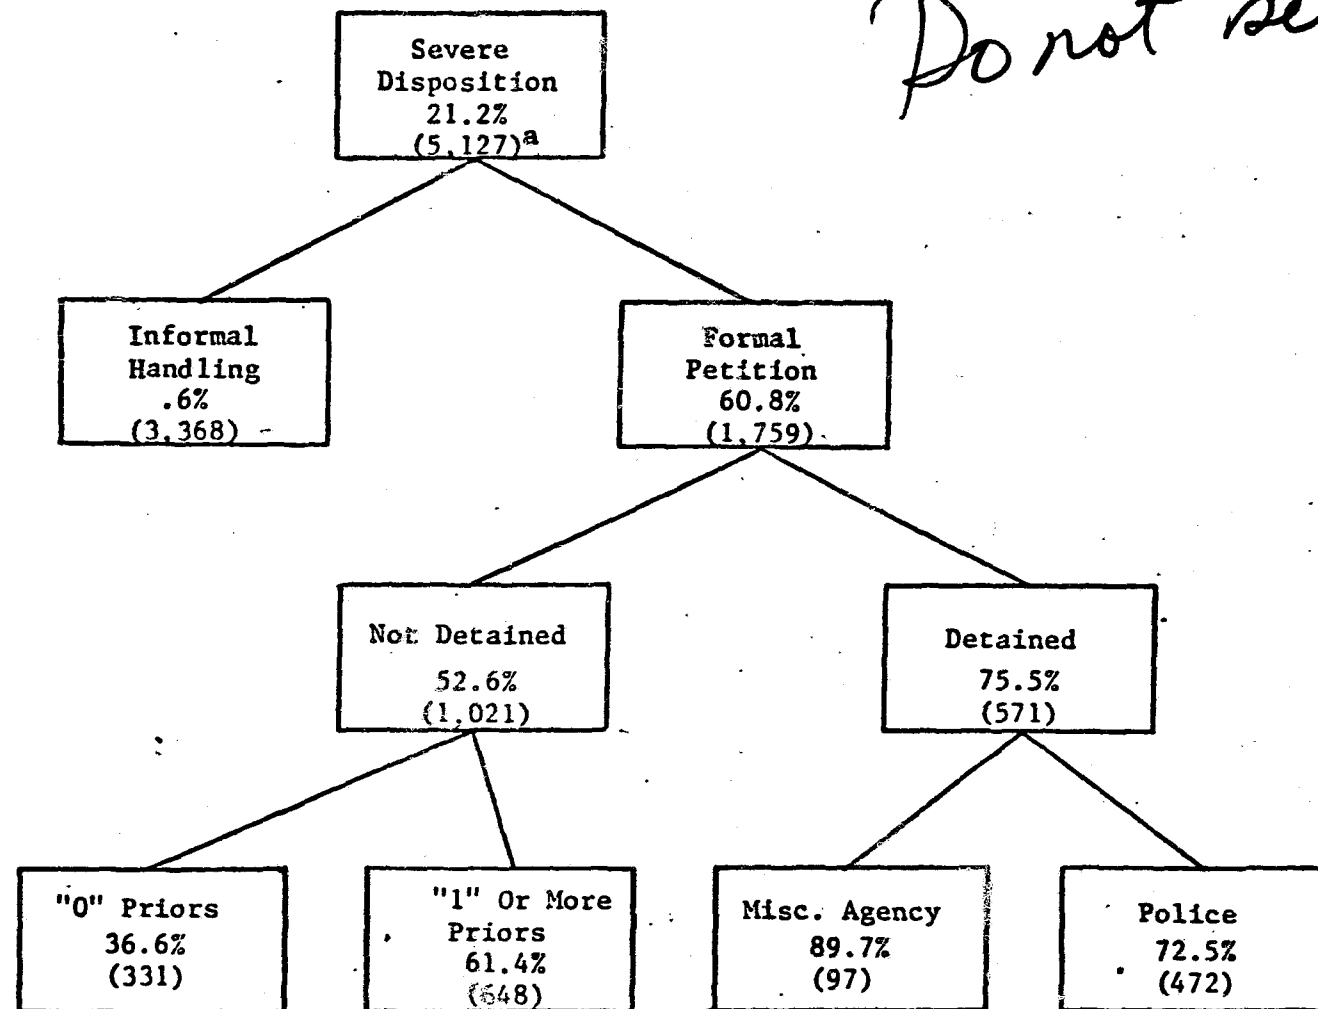 Do not
Severe
Disposition
21.2%
(5,127)a
Informal
Handling
.6%
(3,368)
Formal
Petition
60.8%
(1,759)
Not Detained
52.6%
(1,021)
Detained
75.5%
(571)
"0" Priors
36.6%
(331)
"1" Or More
Priors
61.4%
(648)
Misc. Agency
89.7%
(97)
Police
72.5%
(472)